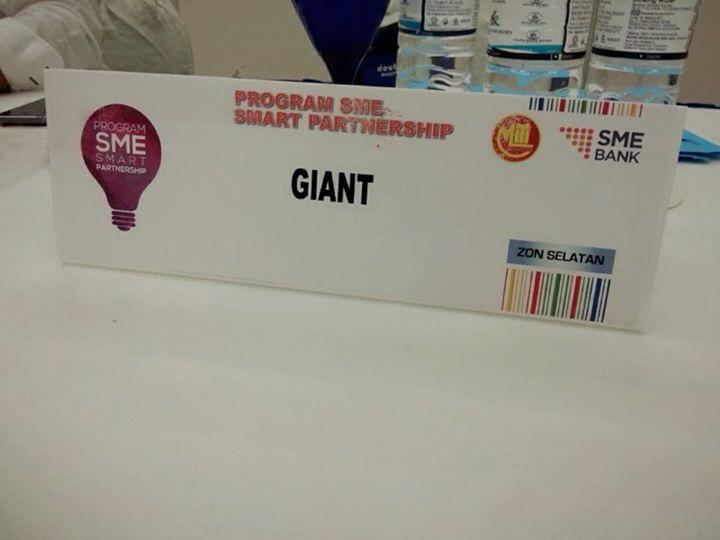 PROGRAM
SME
SMART
PARTNERSHIP
PROGRAM SME
SMART PARTNERSHIP
SME
BANK
GIANT
ZON SELATAN